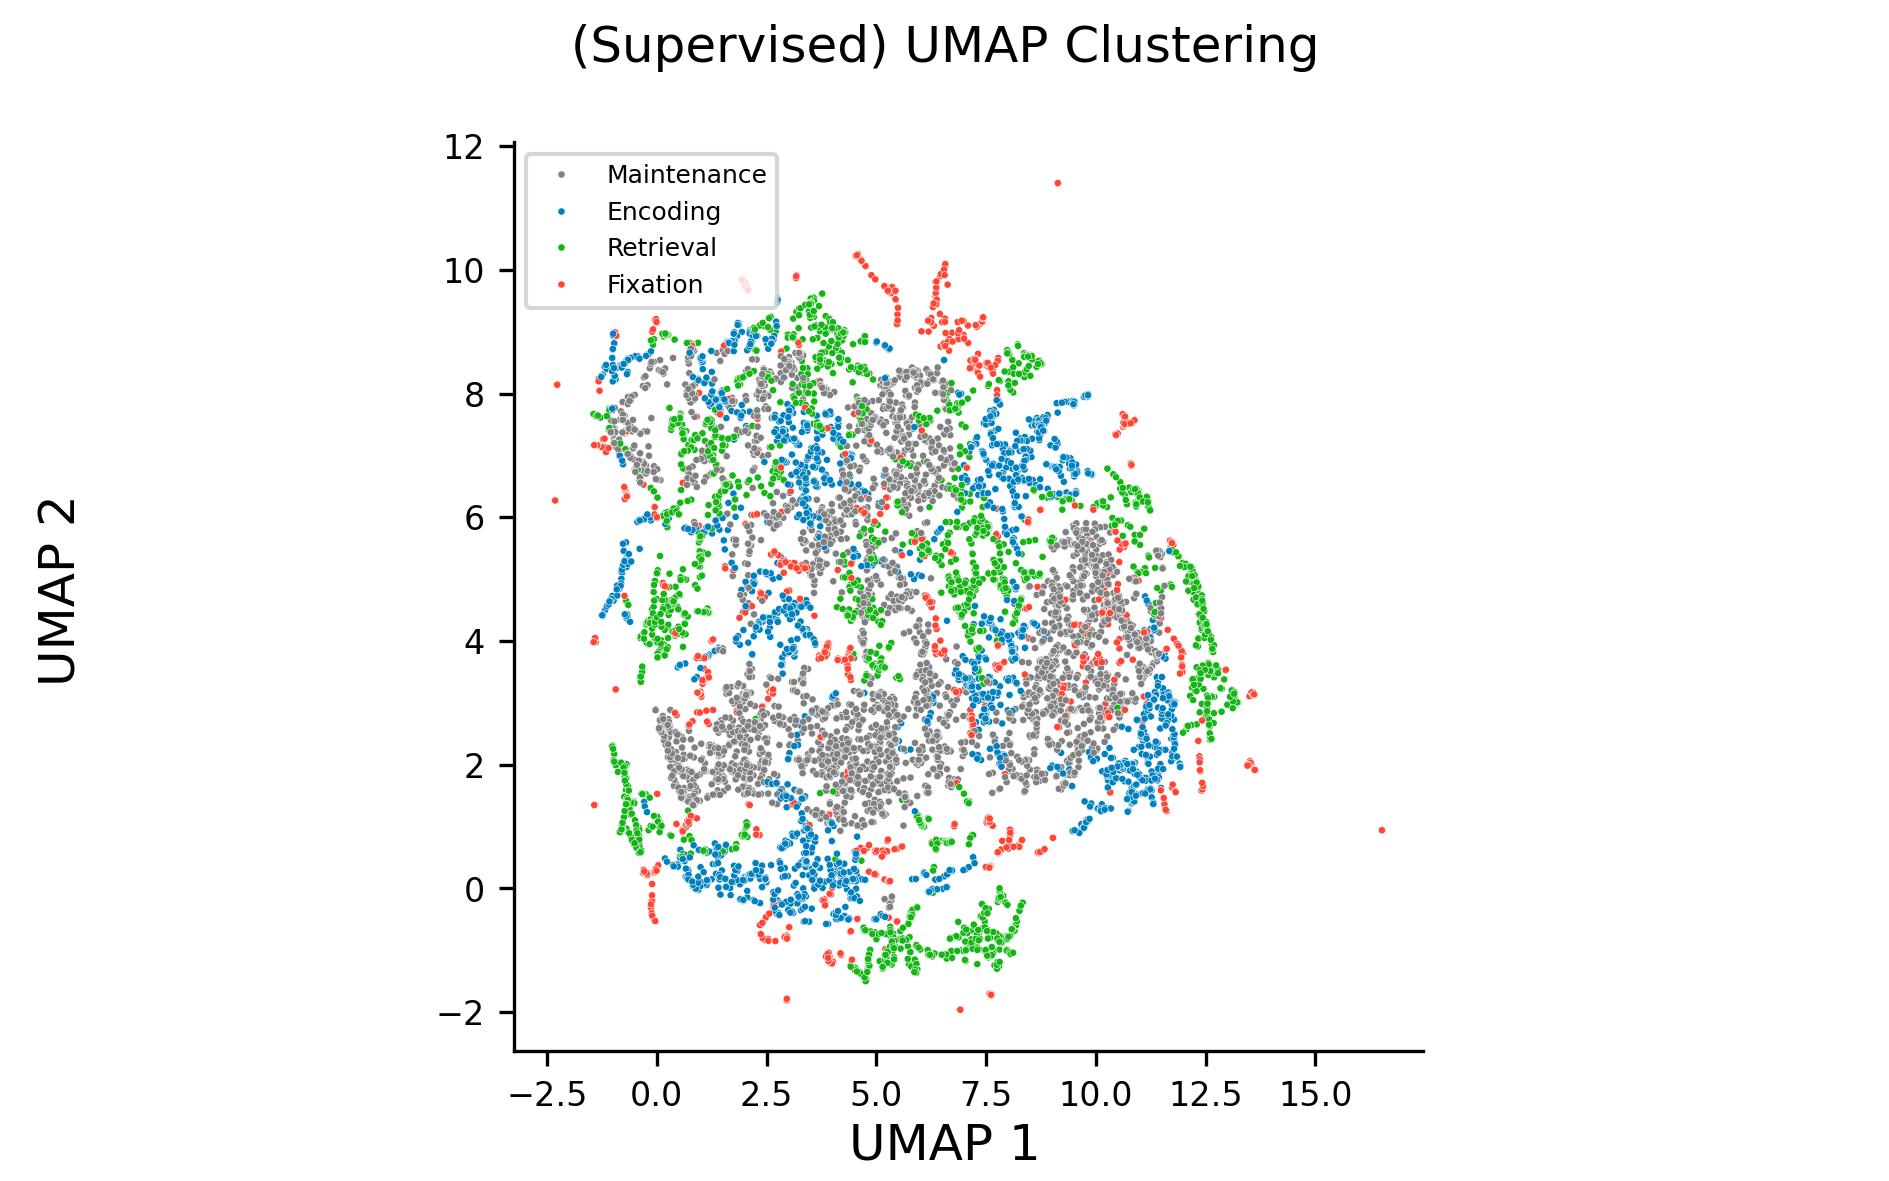 (Supervised) UMAP Clustering
12
10
8
6
4
2
0
−2
Maintenance
Encoding
Retrieval
Fixation
UMAP 2
−2.5 0.0 2.5 5.0 7.5 10.0 12.5 15.0
UMAP 1